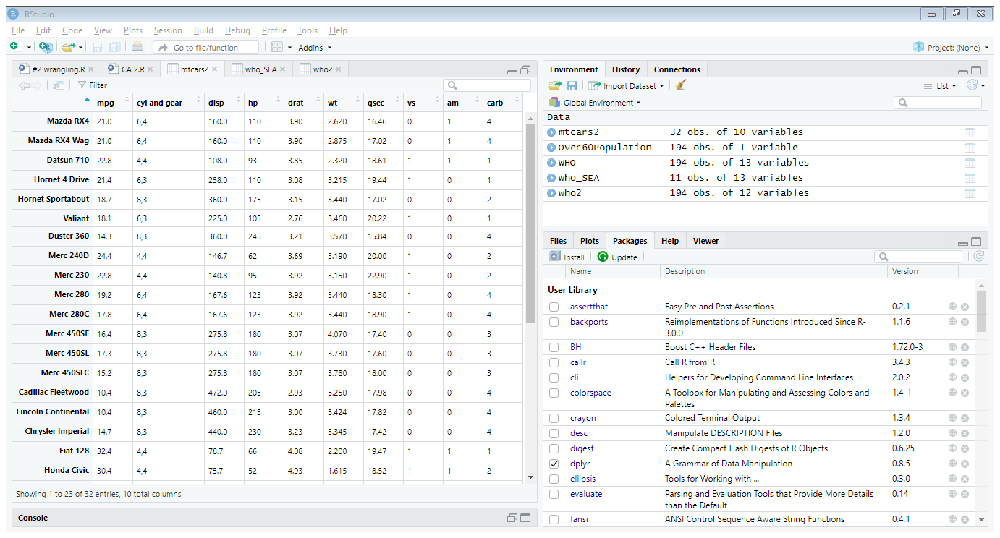 RStudio
File Edit Code View Plots Session Build Debug Profile Tools Help
Go to file/function Addins Project: (None)
#2 wrangling.R CA 2.R mtcars2 who_SEA who2
Filter
mpg cyl and gear disp hp drat wt qsec vs am carb
Mazda RX4 21.0 6,4 160.0 110 3.90 2.620 16.46 0 1 4
Mazda RX4 Wag 21.0 6,4 160.0 110 3.90 2.875 17.02 0 1 4
Datsun 710 22.8 4,4 108.0 93 3.85 2.320 18.61 1 1 1
Hornet 4 Drive 21.4 6,3 258.0 110 3.08 3.215 19.44 1 0 1
Hornet Sportabout 18.7 8,3 360.0 175 3.15 3.440 17.02 0 0 2
Valiant 18.1 6,3 225.0 105 2.76 3.460 20.22 1 0 1
Duster 360 14.3 8,3 360.0 245 3.21 3.570 15.84 0 0 4
Merc 240D 24.4 4,4 146.7 62 3.69 3.190 20.00 1 0 2
Merc 230 22.8 4,4 140.8 95 3.92 3.150 22.90 1 0 2
Merc 280 19.2 6,4 167.6 123 3.92 3.440 18.30 1 0 4
Merc 280C 17.8 6,4 167.6 123 3.92 3.440 18.90 1 0 4
Merc 450SE 16.4 8,3 275.8 180 3.07 4.070 17.40 0 0 3
Merc 450SL 17.3 8,3 275.8 180 3.07 3.730 17.60 0 0 3
Merc 450SLC 15.2 8,3 275.8 180 3.07 3.780 18.00 0 0 3
Cadillac Fleetwood 10.4 8,3 472.0 205 2.93 5.250 17.98 0 0 4
Lincoln Continental 10.4 8,3 460.0 215 3.00 5.424 17.82 0 0 4
Chrysler Imperial 14.7 8,3 440.0 230 3.23 5.345 17.42 0 0 4
Fiat 128 32.4 4,4 78.7 66 4.08 2.200 19.47 1 1 1
Honda Civic 30.4 4,4 75.7 52 4.93 1.615 18.52 1 1 2
Showing 1 to 23 of 32 entries, 10 total columns
Console
Environment History Connections
Import Dataset List
Global Environment
Data
mtcars2 32 obs. of 10 variables
Over60Population 194 obs. of 1 variable
WHO 194 obs. of 13 variables
who_SEA 11 obs. of 13 variables
who2 194 obs. of 12 variables
Files Plots Packages Help Viewer
Install Update
Name Description Version
User Library
assertthat Easy Pre and Post Assertions 0.2.1
backports Reimplementations of Functions Introduced Since R- 1.1.6
3.0.0
BH Boost C++ Header Files 1.72.0-3
callr Call R from R 3.4.3
cli Helpers for Developing Command Line Interfaces 2.0.2
colorspace A Toolbox for Manipulating and Assessing Colors and 1.4-1
Palettes
crayon Colored Terminal Output 1.3.4
desc Manipulate DESCRIPTION Files 1.2.0
digest Create Compact Hash Digests of R Objects 0.6.25
dplyr A Grammar of Data Manipulation 0.8.5
ellipsis Tools for Working with ... 0.3.0
evaluate Parsing and Evaluation Tools that Provide More Details 0.14
than the Default
fansi ANSI Control Sequence Aware String Functions 0.4.1